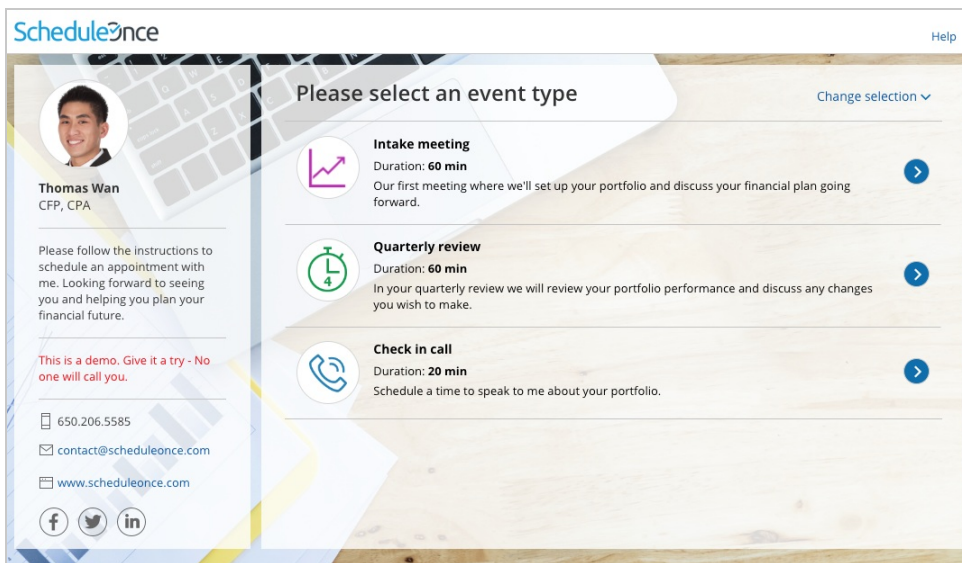 ScheduleOnce
Help
Thomas Wan
CFP, CPA
Please follow the instructions to
schedule an appointment with
me. Looking forward to seeing
you and helping you plan your
financial future.
This is a demo. Give it a try - No
one will call you.
650.206.5585
contact@scheduleonce.com
www.scheduleonce.com
f
in
Please select an event type
Change selection
Intake meeting
Duration: 60 min
Our first meeting where we'll set up your portfolio and discuss your financial plan going
forward.
4
Quarterly review
Duration: 60 min
In your quarterly review we will review your portfolio performance and discuss any changes
you wish to make.
Check in call
Duration: 20 min
Schedule a time to speak to me about your portfolio.